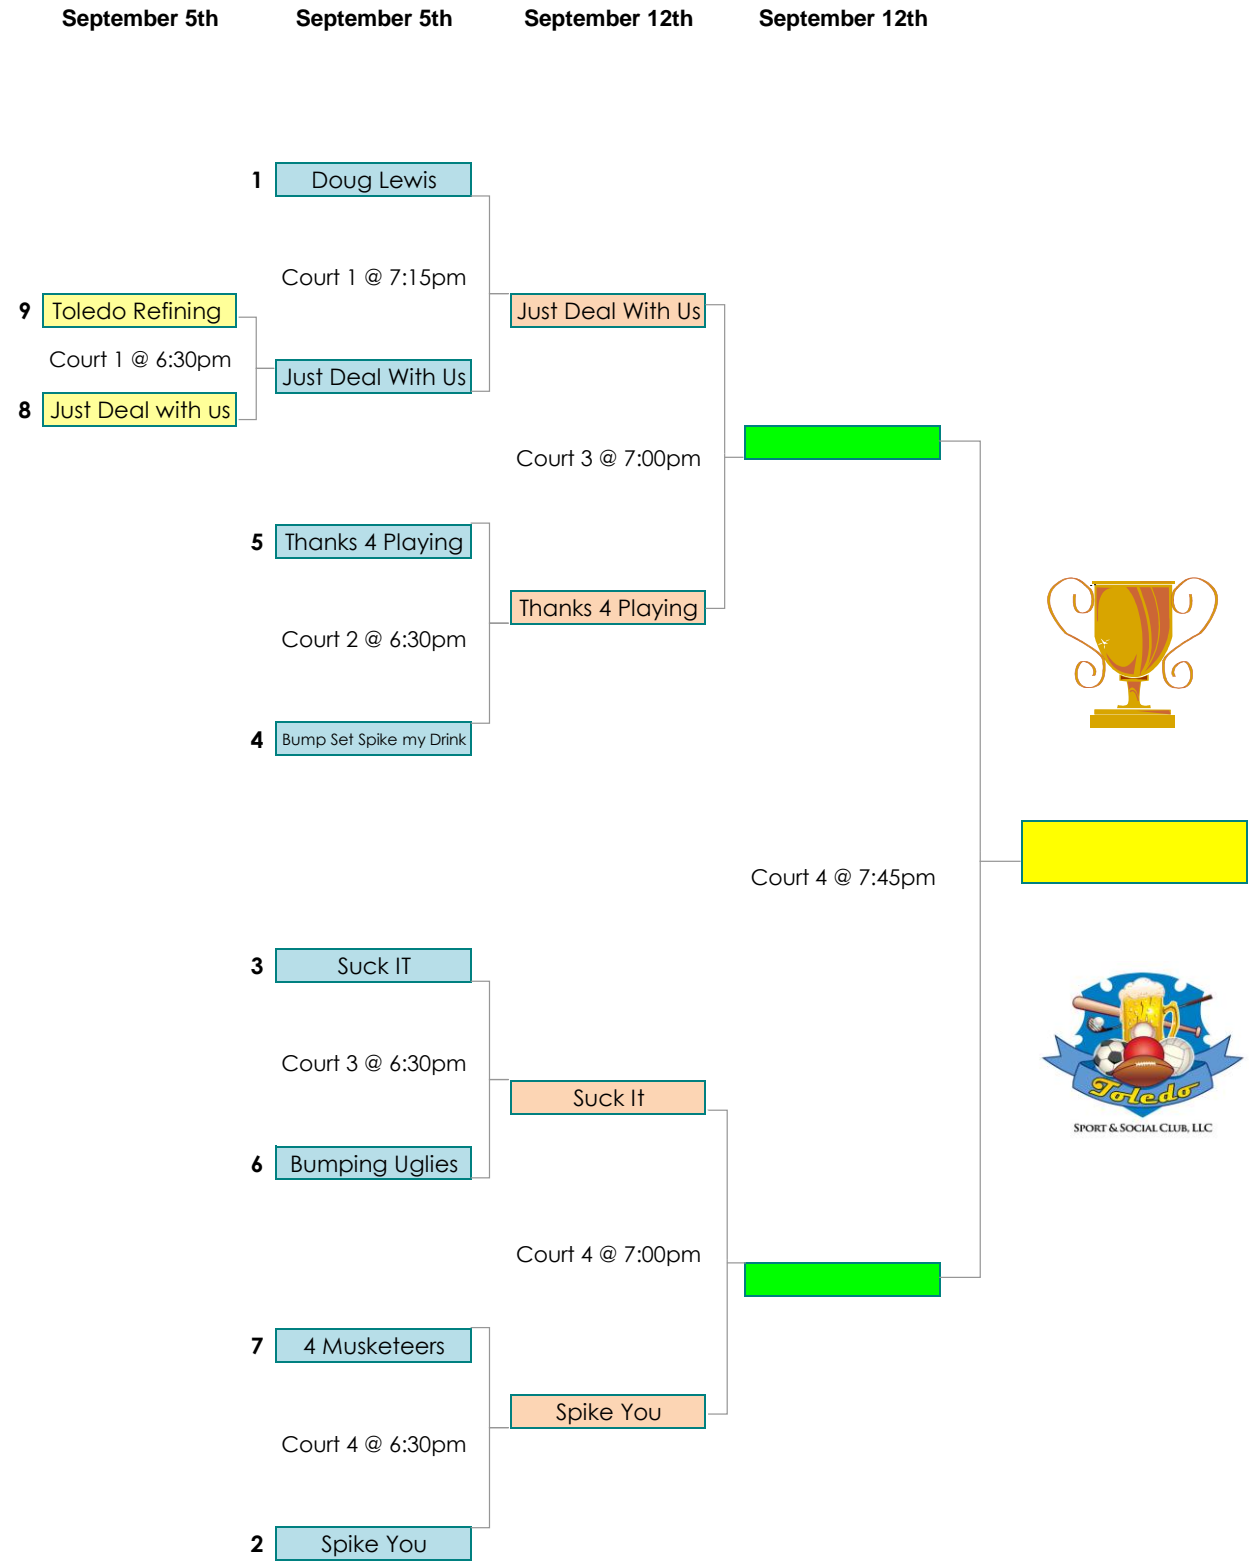 September 5th September 5th September 12th September 12th
1 Doug Lewis
Court 1 @ 7:15pm
9 Toledo Refining
Just Deal With Us
Court 1 @ 6:30pm
Just Deal With Us
8 Just Deal with us
Court 3 @ 7:00pm
5 Thanks 4 Playing
Thanks 4 Playing
Court 2 @ 6:30pm
4 Bump Set Spike my Drink
Court 4 @ 7:45pm
3 Suck IT
Court 3 @ 6:30pm
Suck It
Toledo
SPORT & SOCIAL CLUB, LLC
6 Bumping Uglies
Court 4 @ 7:00pm
7 4 Musketeers
Spike You
Court 4 @ 6:30pm
2 Spike You